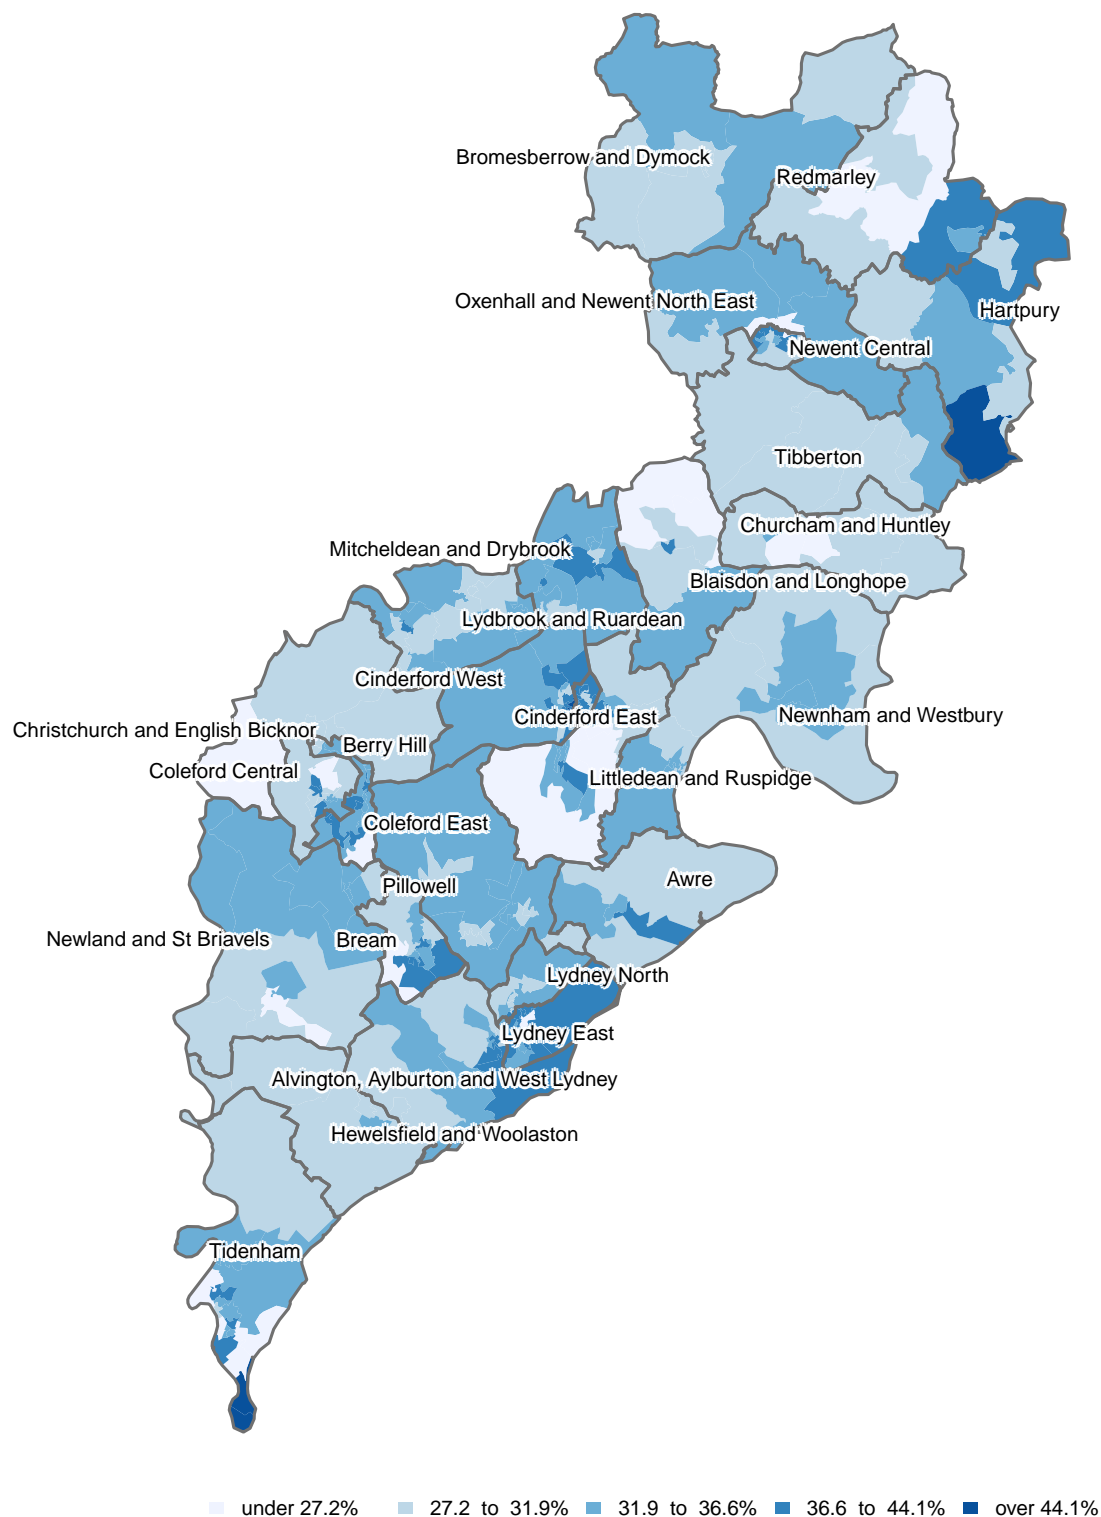 Bromesberrow and Dymock
Redmarley
Oxenhall and Newent North East
Hartpury
Newent Central
Tibberton
Churcham and Huntley
Mitcheldean and Drybrook
Blaisdon and Longhope
Lydbrook and Ruardean
Cinderford West
Cinderford East
Newnham and Westbury
Christchurch and English Bicknor
Berry Hill
Coleford Central
Littledean and Ruspidge
Coleford East
Awre
Pillowell
Newland and St Briavels
Bream
Lydney North
Lydney East
Alvington, Aylburton and West Lydney
Hewelsfield and Woolaston
Tidenham
under 27.2% 27.2 to 31.9% 31.9 to 36.6% 36.6 to 44.1% over 44.1%